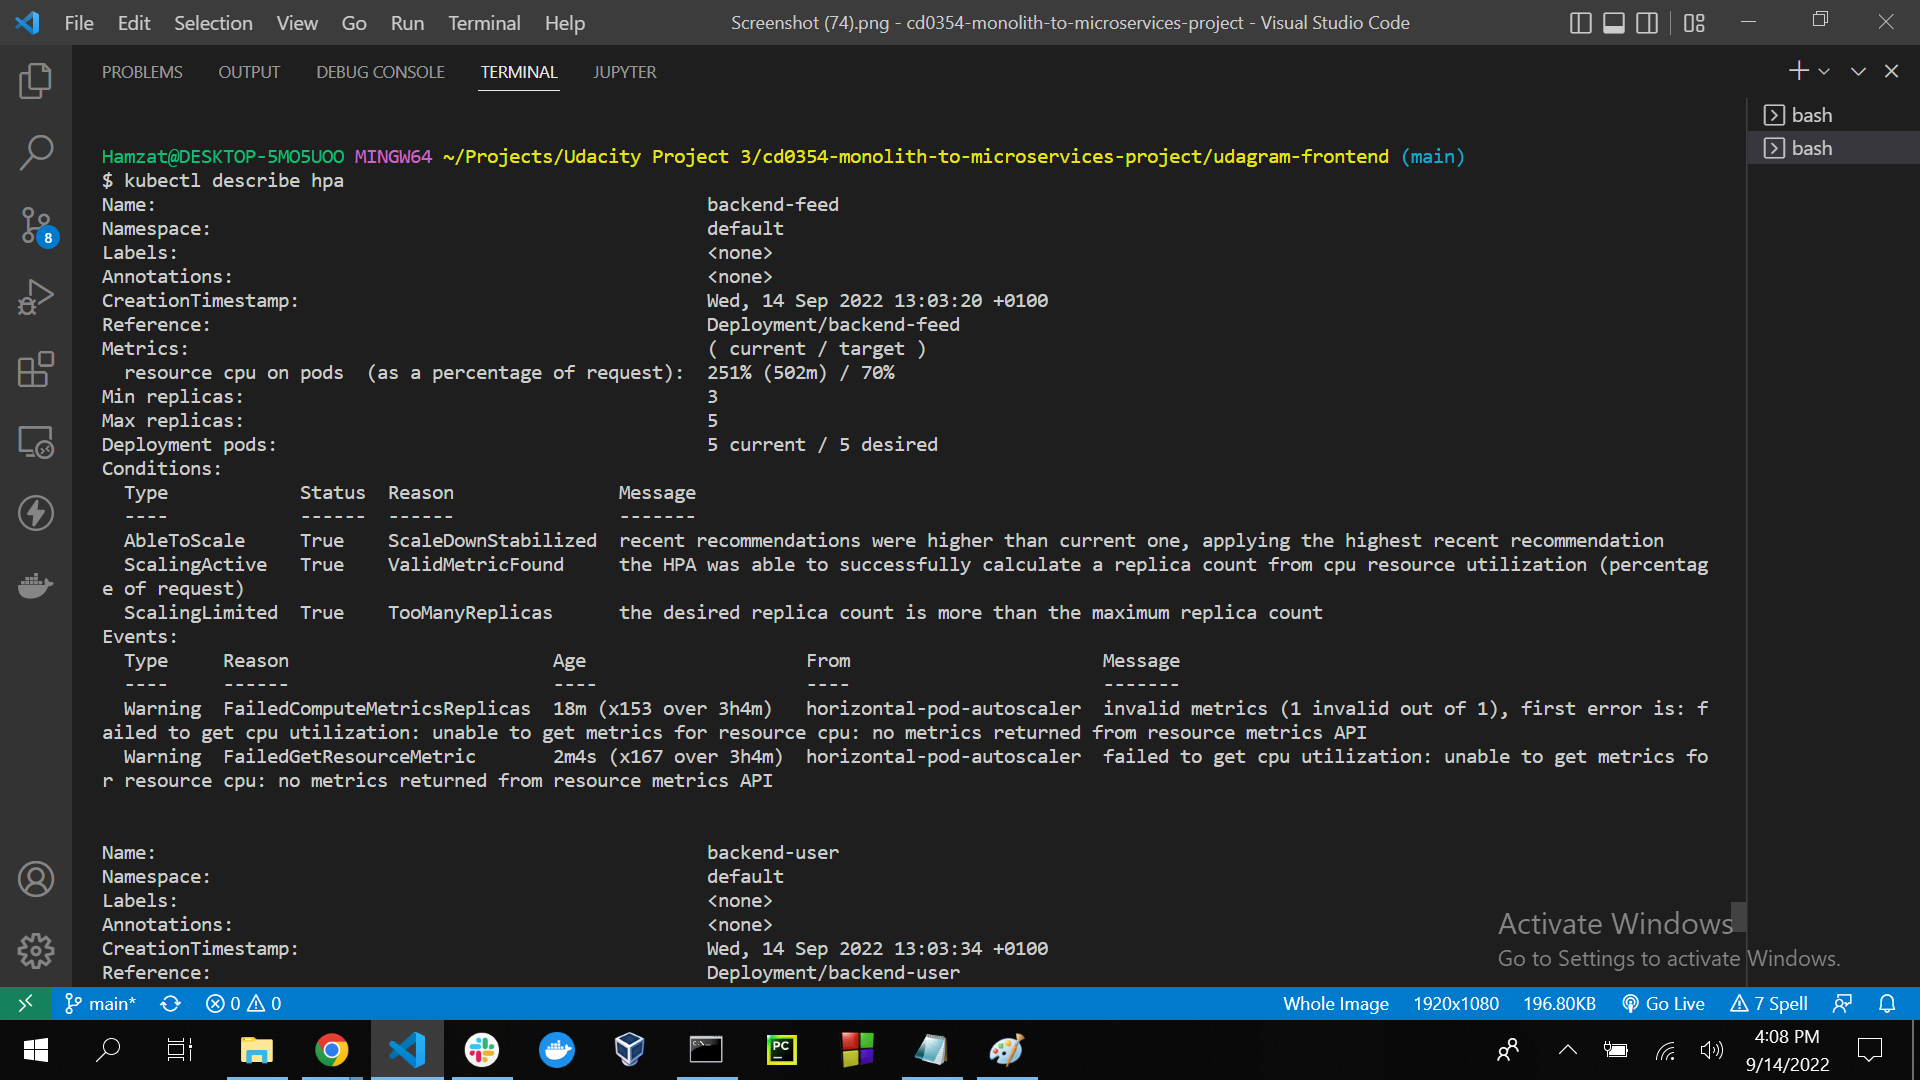 File Edit Selection View Go Run Terminal Help Screenshot (74).png - cd0354-monolith-to-microservices-project - Visual Studio Code
PROBLEMS OUTPUT DEBUG CONSOLE TERMINAL JUPYTER
bash
bash
8
Hamzat@DESKTOP-5MO5UOO MINGW64 ~/Projects/Udacity Project 3/cd0354-monolith-to-microservices-project/udagram-frontend (main)
$ kubectl describe hpa
Name: backend-feed
Namespace: default
Labels: <none>
Annotations: <none>
CreationTimestamp: Wed, 14 Sep 2022 13:03:20 +0100
Reference: Deployment/backend-feed
Metrics: ( current / target )
resource cpu on pods (as a percentage of request): 251% (502m) / 70%
Min replicas: 3
Max replicas: 5
Deployment pods: 5 current / 5 desired
Conditions:
Type Status Reason Message
---- ------ ------ -------
AbleToScale True ScaleDownStabilized recent recommendations were higher than current one, applying the highest recent recommendation
ScalingActive True ValidMetricFound the HPA was able to successfully calculate a replica count from cpu resource utilization (percentag
e of request)
ScalingLimited True TooManyReplicas the desired replica count is more than the maximum replica count
Events:
Type Reason Age From Message
---- ------ ---- ---- -------
Warning FailedComputeMetricsReplicas 18m (x153 over 3h4m) horizontal-pod-autoscaler invalid metrics (1 invalid out of 1), first error is: f
ailed to get cpu utilization: unable to get metrics for resource cpu: no metrics returned from resource metrics API
Warning FailedGetResourceMetric 2m4s (x167 over 3h4m) horizontal-pod-autoscaler failed to get cpu utilization: unable to get metrics fo
r resource cpu: no metrics returned from resource metrics API
Name: backend-user
Namespace: default
Labels: <none>
Annotations: <none>
CreationTimestamp: Wed, 14 Sep 2022 13:03:34 +0100
Reference: Deployment/backend-user
Activate Windows
Go to Settings to activate Windows.
main* 0 0 Whole Image 1920x1080 196.80KB Go Live 7 Spell
PC
4:08 PM
9/14/2022